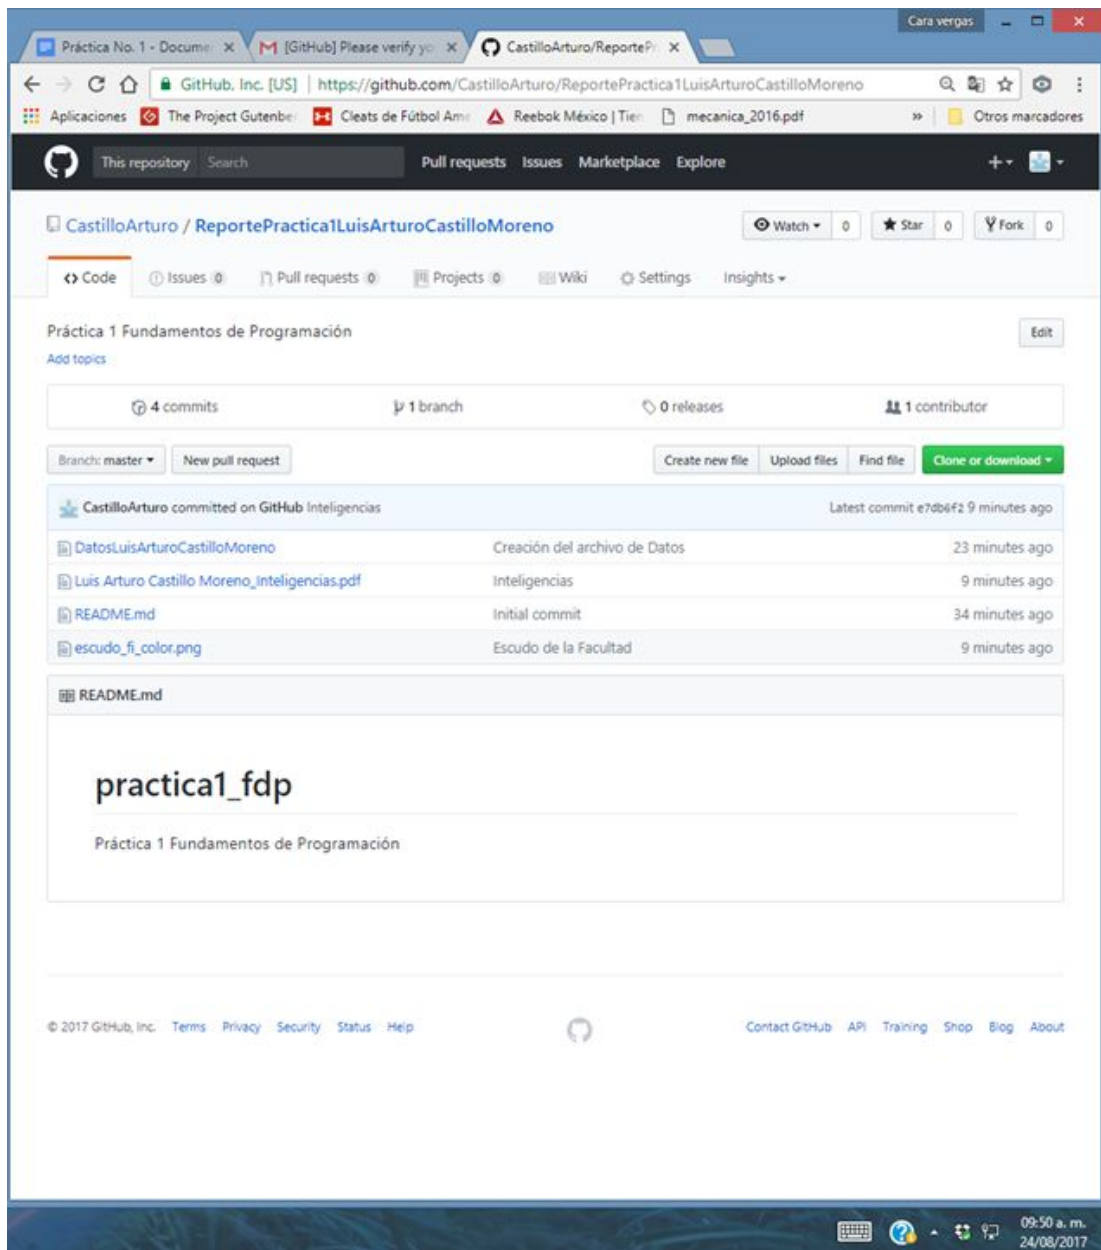 Cara vergas
Práctica No. 1 - Docume
[GitHub] Please verify yo
CastilloArturo/ReportePr
GitHub, Inc. [US] | https://github.com/CastilloArturo/ReportePractica1LuisArturoCastilloMoreno
Aplicaciones The Project Gutenbe Cleats de Fútbol Ame Reebok México | Tien mecanica_2016.pdf » Otros marcadores
This repository Search Pull requests Issues Marketplace Explore
CastilloArturo / ReportePractica1LuisArturoCastilloMoreno Watch 0 Star 0 Fork 0
Code Issues 0 Pull requests 0 Projects 0 Wiki Settings Insights
Práctica 1 Fundamentos de Programación Edit
Add topics
4 commits 1 branch 0 releases 1 contributor
Branch: master New pull request Create new file Upload files Find file Clone or download
CastilloArturo committed on GitHub Inteligencias Latest commit e7db6f2 9 minutes ago
DatosLuisArturoCastilloMoreno Creación del archivo de Datos 23 minutes ago
Luis Arturo Castillo Moreno_Inteligencias.pdf Inteligencias 9 minutes ago
README.md Initial commit 34 minutes ago
escudo_fi_color.png Escudo de la Facultad 9 minutes ago
README.md
practica1_fdp
Práctica 1 Fundamentos de Programación
© 2017 GitHub, Inc. Terms Privacy Security Status Help Contact GitHub API Training Shop Blog About
09:50 a. m.
24/08/2017